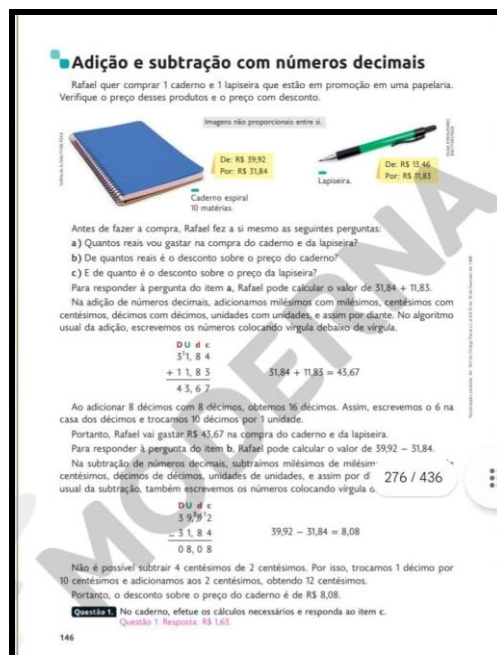 Adição e subtração com números decimais
Rafael quer comprar 1 caderno e 1 lapiseira que estão em promoção em uma papelaria.
Verifique o preço desses produtos e o preço com desconto.
Imagens não proporcionais entre si.
De: R$ 39,92
Por: R$ 31,84
De: R$ 13,46
Por: R$ 11,83
Lapiseira.
Caderno espiral
10 matérias.
Antes de fazer a compra, Rafael fez a si mesmo as seguintes perguntas:
a) Quantos reais vou gastar na compra do caderno e da lapiseira?
b) De quantos reais é o desconto sobre o preço do caderno?
c) E de quanto é o desconto sobre o preço da lapiseira?
Para responder à pergunta do item a, Rafael pode calcular o valor de 31,84 + 11,83.
Na adição de números decimais, adicionamos milésimos com milésimos, centésimos com
centésimos, décimos com décimos, unidades com unidades, e assim por diante. No algoritmo
usual da adição, escrevemos os números colocando vírgula debaixo de vírgula.
D U d c
3 ¹1, 8 4
+ 1 1, 8 3
4 3, 6 7
31,84 + 11,83 = 43,67
Ao adicionar 8 décimos com 8 décimos, obtemos 16 décimos. Assim, escrevemos o 6 na
casa dos décimos e trocamos 10 décimos por 1 unidade.
Portanto, Rafael vai gastar R$ 43,67 na compra do caderno e da lapiseira.
Para responder à pergunta do item b, Rafael pode calcular o valor de 39,92 − 31,84.
Na subtração de números decimais, subtraímos milésimos de milésim
centésimos, décimos de décimos, unidades de unidades, e assim por d
usual da subtração, também escrevemos os números colocando vírgula d
276 / 436
D U d c
3 9, ⁸9 ¹2
− 3 1, 8 4
0 8, 0 8
39,92 − 31,84 = 8,08
Não é possível subtrair 4 centésimos de 2 centésimos. Por isso, trocamos 1 décimo por
10 centésimos e adicionamos aos 2 centésimos, obtendo 12 centésimos.
Portanto, o desconto sobre o preço do caderno é de R$ 8,08.
Questão 1. No caderno, efetue os cálculos necessários e responda ao item c.
Questão 1. Resposta: R$ 1,63.
146
MODERNA